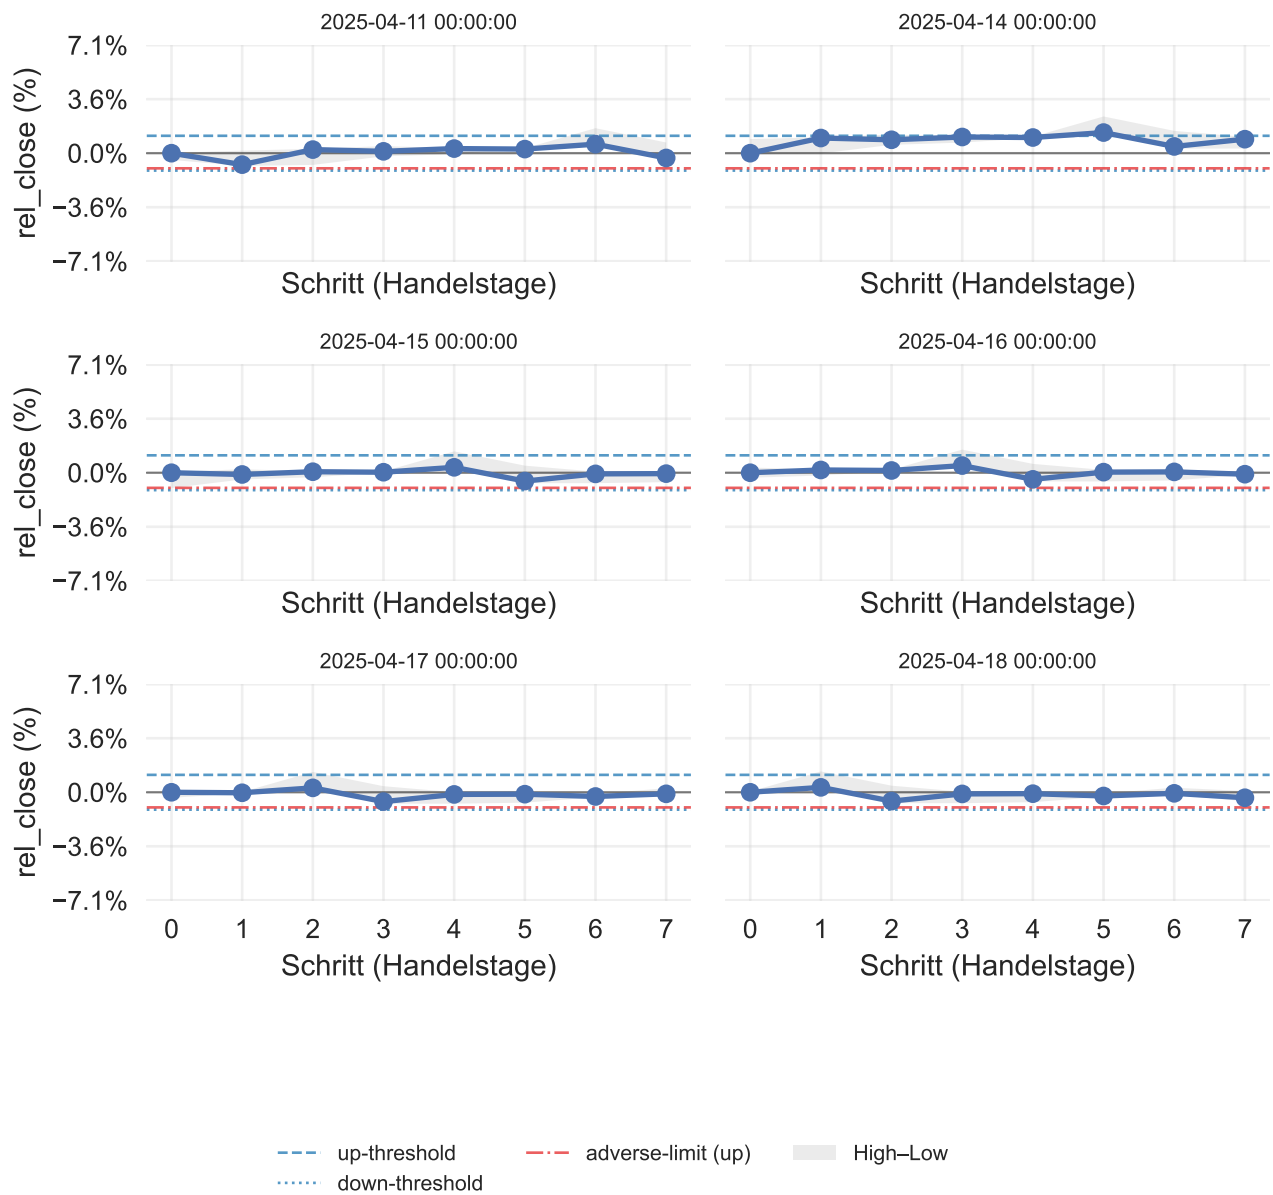 2025-04-11 00:00:00
2025-04-14 00:00:00
7.1%
3.6%
0.0%
−3.6%
−7.1%
rel_close (%)
Schritt (Handelstage)
Schritt (Handelstage)
2025-04-15 00:00:00
2025-04-16 00:00:00
7.1%
3.6%
0.0%
−3.6%
−7.1%
rel_close (%)
Schritt (Handelstage)
Schritt (Handelstage)
2025-04-17 00:00:00
2025-04-18 00:00:00
7.1%
3.6%
0.0%
−3.6%
−7.1%
rel_close (%)
0 1 2 3 4 5 6 7
0 1 2 3 4 5 6 7
Schritt (Handelstage)
Schritt (Handelstage)
up-threshold
down-threshold
adverse-limit (up)
High–Low